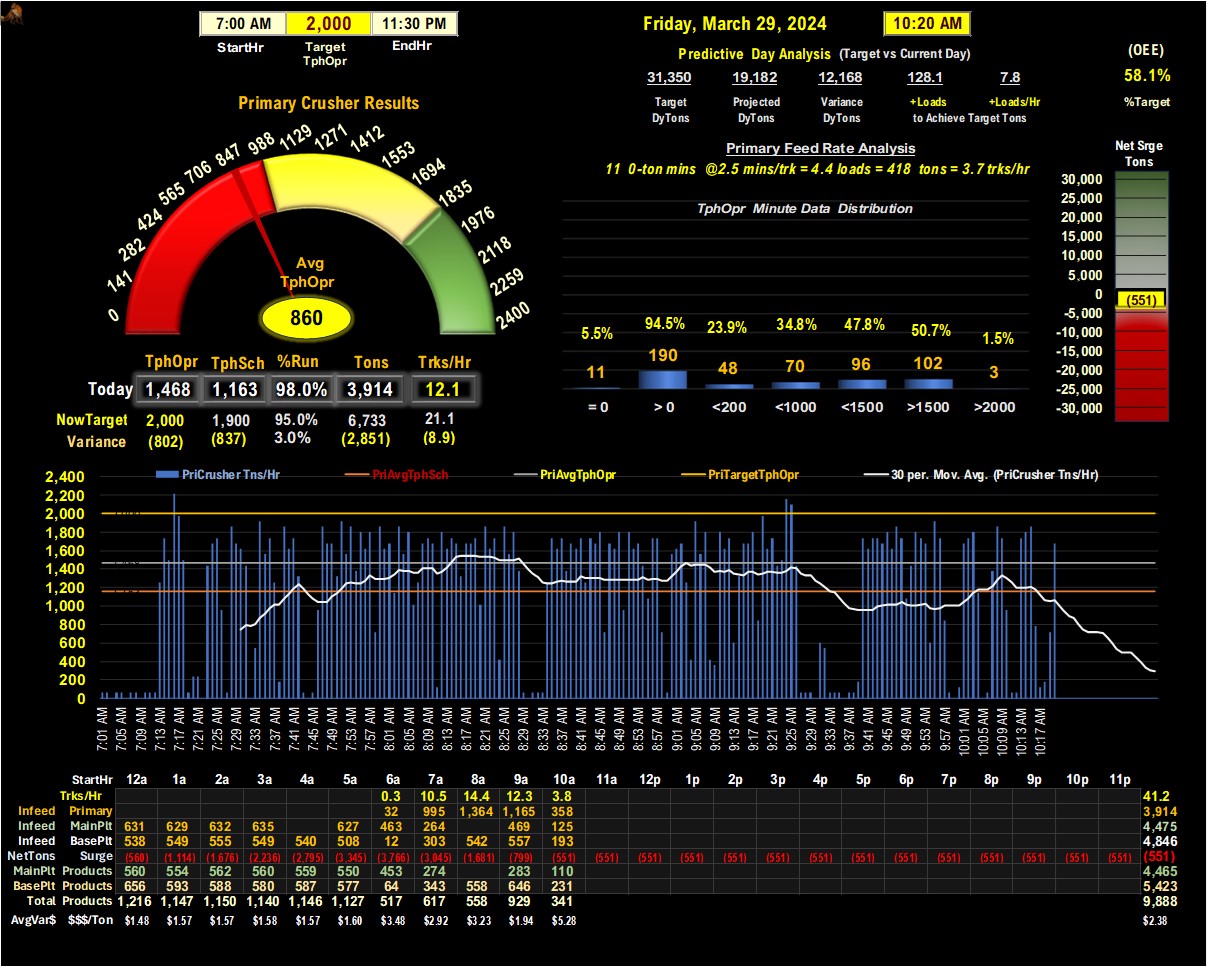 7:00 AM 2,000 11:30 PM
StartHr Target TphOpr EndHr
Friday, March 29, 2024 10:20 AM
Predictive Day Analysis (Target vs Current Day)
31,350 19,182 12,168 128.1 7.8
Target DyTons Projected DyTons Variance DyTons +Loads +Loads/Hr
to Achieve Target Tons
(OEE)
58.1%
%Target
Primary Crusher Results
0 141 282 424 565 706 847 988 1129 1271 1412 1553 1694 1835 1976 2118 2259 2400
Avg
TphOpr
860
TphOpr TphSch %Run Tons Trks/Hr
Today 1,468 1,163 98.0% 3,914 12.1
NowTarget 2,000 1,900 95.0% 6,733 21.1
Variance (802) (837) 3.0% (2,851) (8.9)
Primary Feed Rate Analysis
11 0-ton mins @2.5 mins/trk = 4.4 loads = 418 tons = 3.7 trks/hr
TphOpr Minute Data Distribution
5.5% 94.5% 23.9% 34.8% 47.8% 50.7% 1.5%
11 190 48 70 96 102 3
= 0 > 0 <200 <1000 <1500 >1500 >2000
Net Srge
Tons
30,000
25,000
20,000
15,000
10,000
5,000
0
(551)
-5,000
-10,000
-15,000
-20,000
-25,000
-30,000
PriCrusher Tns/Hr PriAvgTphSch PriAvgTphOpr PriTargetTphOpr 30 per. Mov. Avg. (PriCrusher Tns/Hr)
2,400
2,200
2,000
1,800
1,600
1,400
1,200
1,000
800
600
400
200
0
7:01 AM 7:05 AM 7:09 AM 7:13 AM 7:17 AM 7:21 AM 7:25 AM 7:29 AM 7:33 AM 7:37 AM 7:41 AM 7:45 AM 7:49 AM 7:53 AM 7:57 AM 8:01 AM 8:05 AM 8:09 AM 8:13 AM 8:17 AM 8:21 AM 8:25 AM 8:29 AM 8:33 AM 8:37 AM 8:41 AM 8:45 AM 8:49 AM 8:53 AM 8:57 AM 9:01 AM 9:05 AM 9:09 AM 9:13 AM 9:17 AM 9:21 AM 9:25 AM 9:29 AM 9:33 AM 9:37 AM 9:41 AM 9:45 AM 9:49 AM 9:53 AM 9:57 AM 10:01 AM 10:05 AM 10:09 AM 10:13 AM 10:17 AM
StartHr 12a 1a 2a 3a 4a 5a 6a 7a 8a 9a 10a 11a 12p 1p 2p 3p 4p 5p 6p 7p 8p 9p 10p 11p
Trks/Hr 0.3 10.5 14.4 12.3 3.8 41.2
Infeed Primary 32 995 1,364 1,165 358 3,914
Infeed MainPlt 631 629 632 635 627 463 264 469 125 4,475
Infeed BasePlt 538 549 555 549 540 508 12 303 542 557 193 4,846
NetTons Surge (560) (1,114) (1,676) (2,236) (2,795) (3,345) (3,766) (3,045) (1,681) (799) (551) (551) (551) (551) (551) (551) (551) (551) (551) (551) (551) (551) (551) (551) (551)
MainPlt Products 560 554 562 560 559 550 453 274 283 110 4,465
BasePlt Products 656 593 588 580 587 577 64 343 558 646 231 5,423
Total Products 1,216 1,147 1,150 1,140 1,146 1,127 517 617 558 929 341 9,888
AvgVar$ $$$/Ton $1.48 $1.57 $1.57 $1.58 $1.57 $1.60 $3.48 $2.92 $3.23 $1.94 $5.28 $2.38